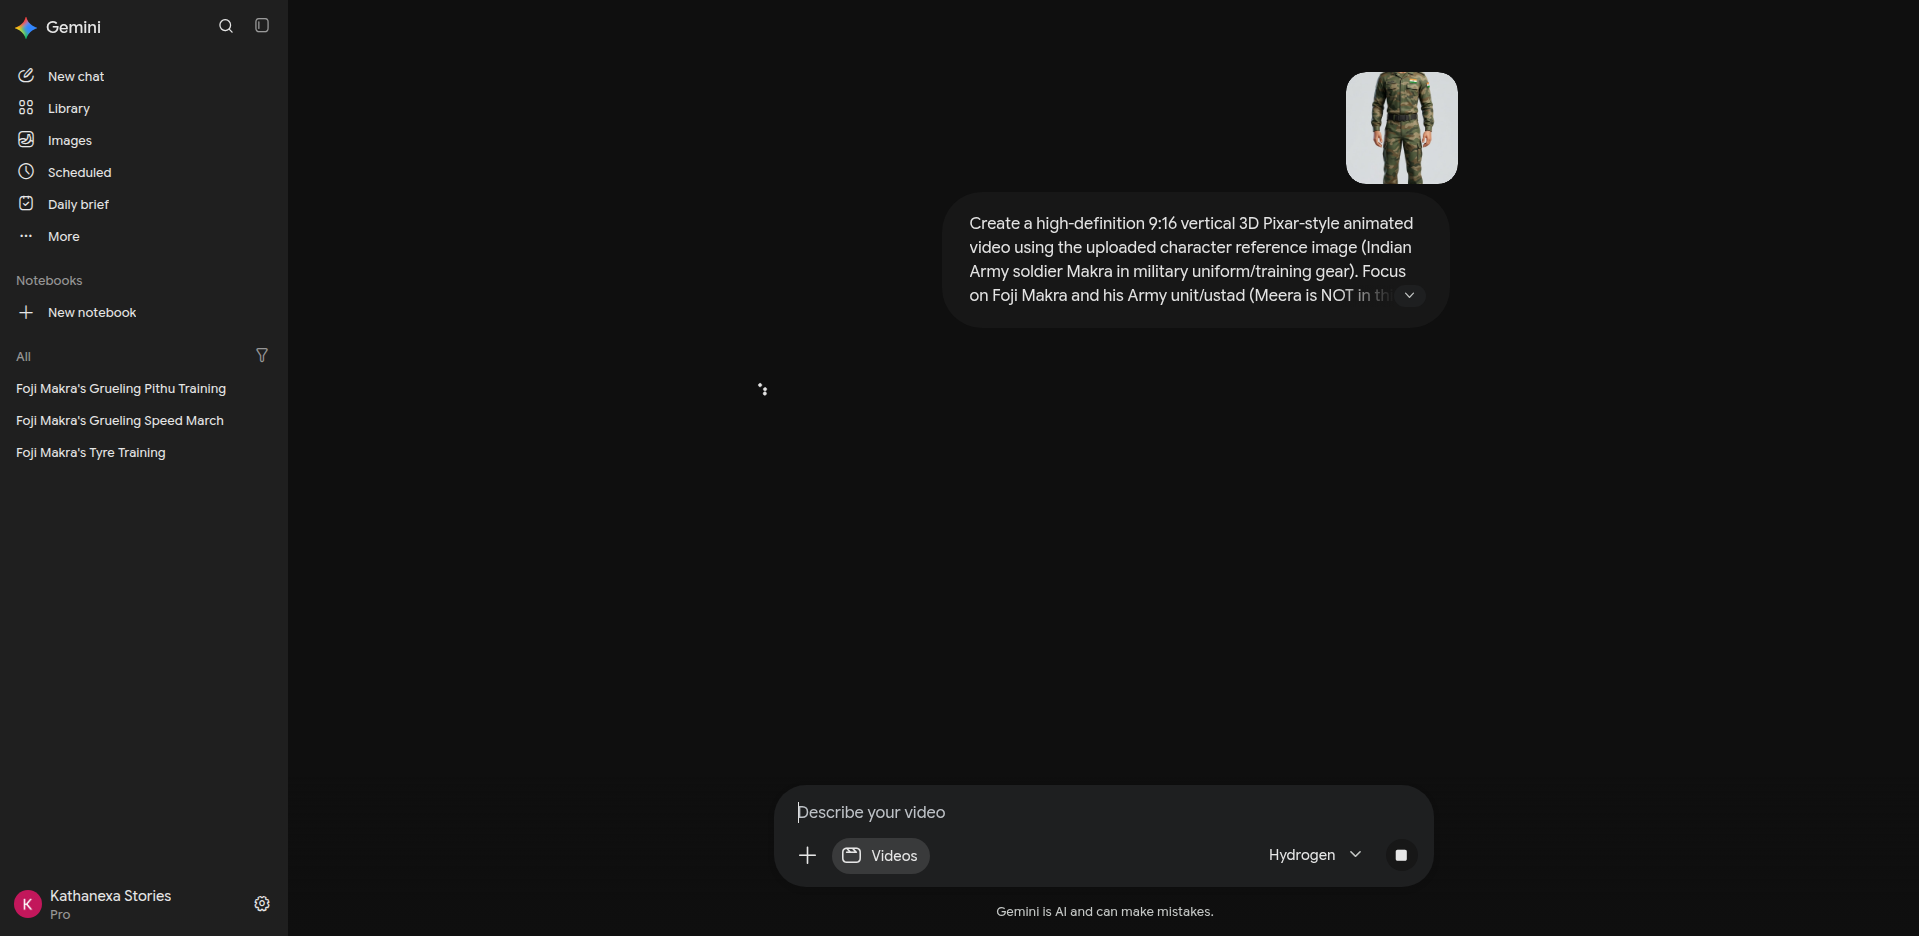 Gemini
New chat
Library
Images
Scheduled
Daily brief
More
Notebooks
New notebook
All
Foji Makra's Grueling Pithu Training
Foji Makra's Grueling Speed March
Foji Makra's Tyre Training
K
Kathanexa Stories
Pro
Create a high-definition 9:16 vertical 3D Pixar-style animated
video using the uploaded character reference image (Indian
Army soldier Makra in military uniform/training gear). Focus
on Foji Makra and his Army unit/ustad (Meera is NOT in
Describe your video
Videos
Hydrogen
Gemini is AI and can make mistakes.